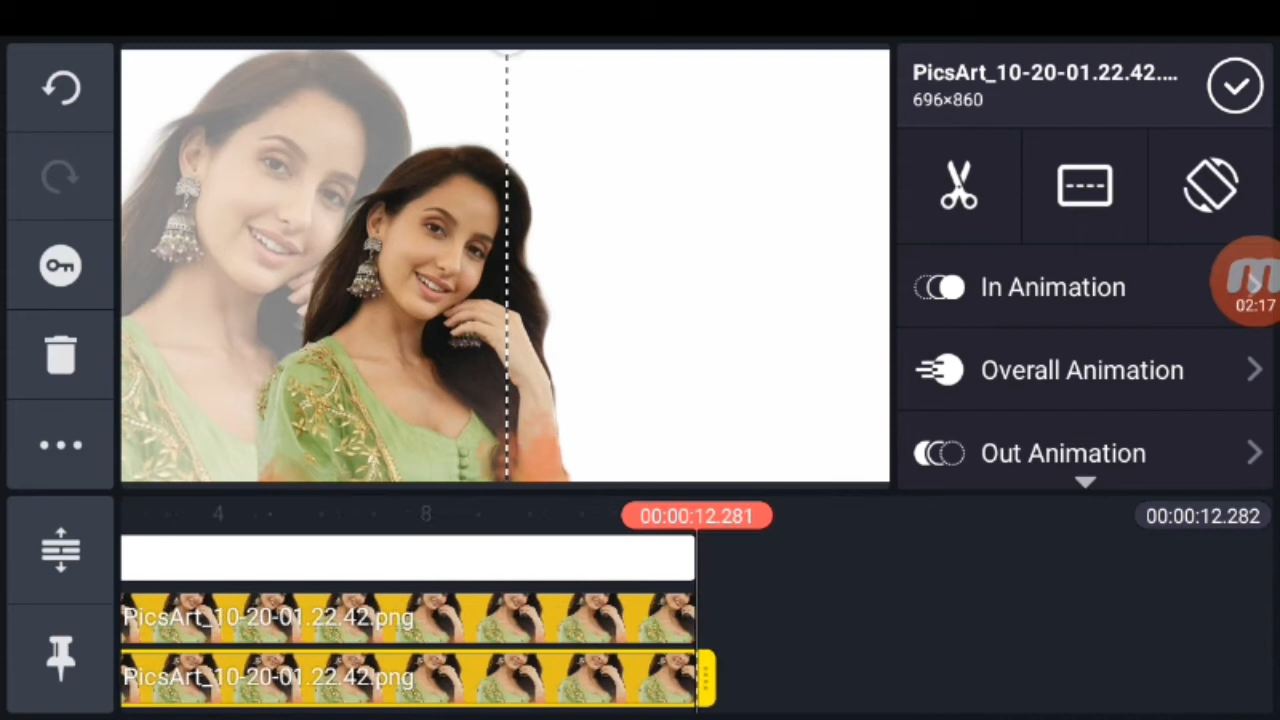 PicsArt_10-20-01.22.42....
696×860
In Animation
02:17
Overall Animation
Out Animation
4
8
00:00:12.281
00:00:12.282
PicsArt_10-20-01.22.42.png
PicsArt_10-20-01.22.42.png